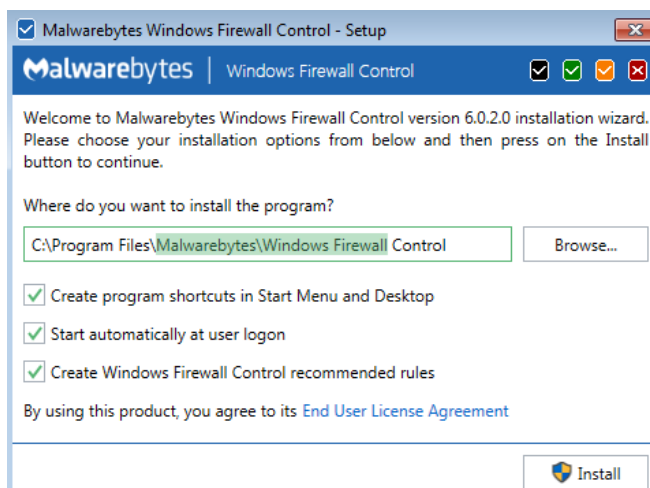 Malwarebytes Windows Firewall Control - Setup
Malwarebytes | Windows Firewall Control
Welcome to Malwarebytes Windows Firewall Control version 6.0.2.0 installation wizard.
Please choose your installation options from below and then press on the Install
button to continue.
Where do you want to install the program?
C:\Program Files\Malwarebytes\Windows Firewall Control
Browse...
Create program shortcuts in Start Menu and Desktop
Start automatically at user logon
Create Windows Firewall Control recommended rules
By using this product, you agree to its End User License Agreement
Install